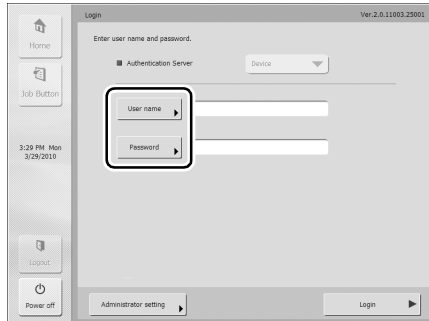 Login
Ver.2.0.11003.25001
Home
Job Button
3:29 PM Mon
3/29/2010
Logout
Power off
Enter user name and password.
Authentication Server
Device
User name
Password
Administrator setting
Login